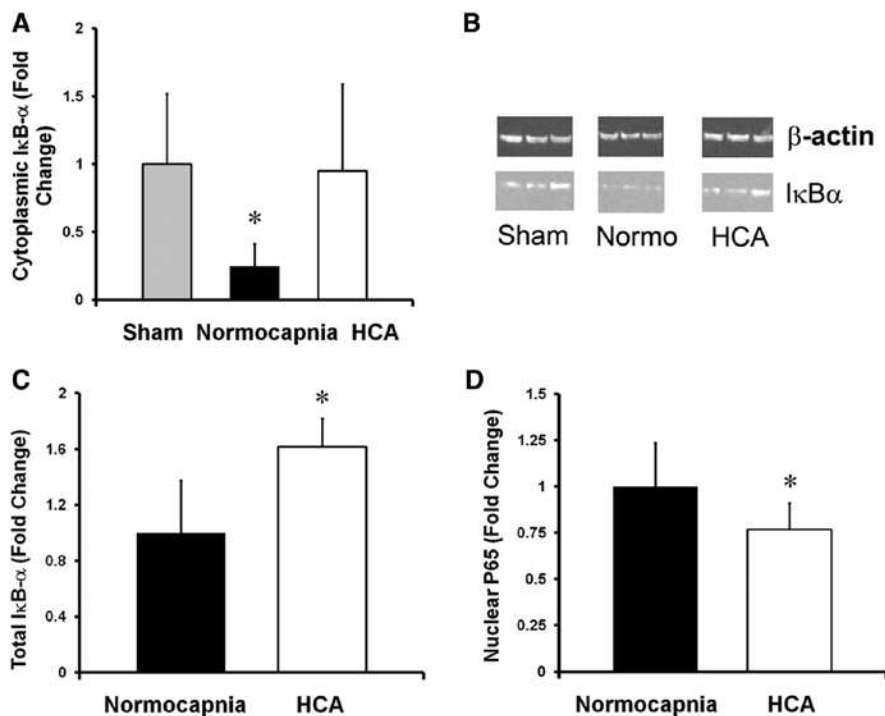 A
Cytoplasmic IκB-α (Fold
Change)
2
1.5
1
0.5
0
*
Sham Normocapnia HCA
B
β-actin
IκBα
Sham Normo HCA
C
Total IκB-α (Fold Change)
2
1.6
1.2
0.8
0.4
0
*
Normocapnia HCA
D
Nuclear P65 (Fold Change)
1.5
1.25
1
0.75
0.5
0.25
0
*
Normocapnia HCA